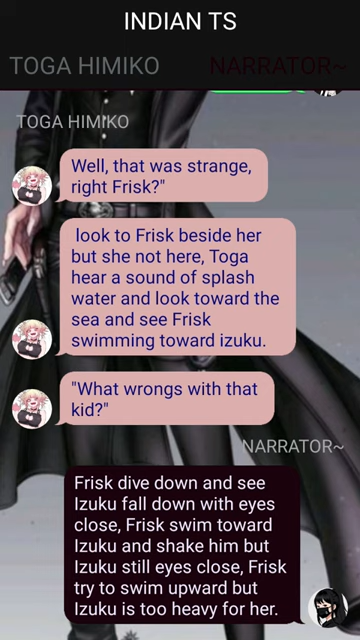 INDIAN TS
TOGA HIMIKO NARRATOR~
TOGA HIMIKO
Well, that was strange,
right Frisk?"
look to Frisk beside her
but she not here, Toga
hear a sound of splash
water and look toward the
sea and see Frisk
swimming toward izuku.
"What wrongs with that
kid?"
NARRATOR~
Frisk dive down and see
Izuku fall down with eyes
close, Frisk swim toward
Izuku and shake him but
Izuku still eyes close, Frisk
try to swim upward but
Izuku is too heavy for her.